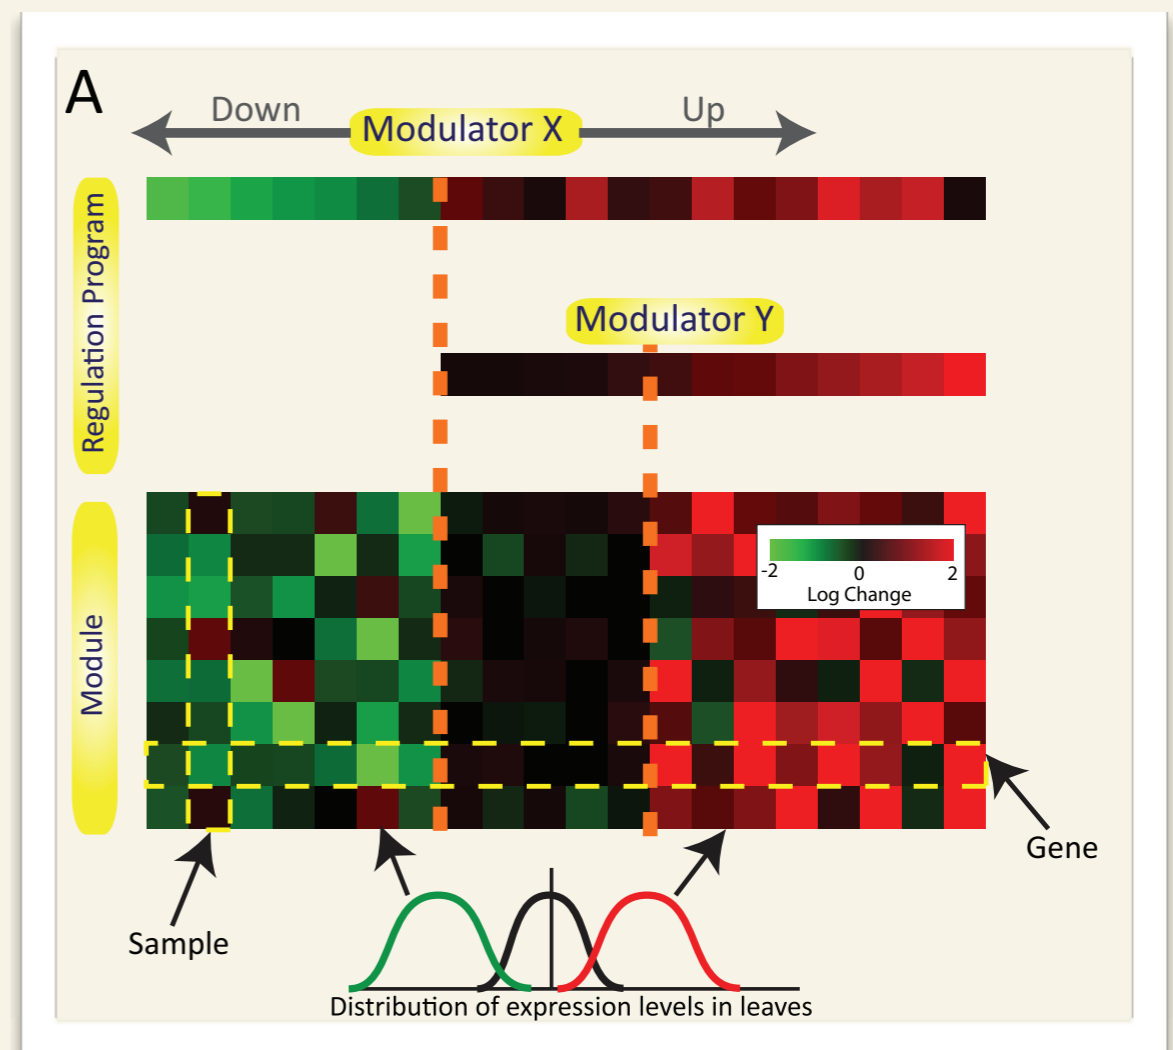 A
Down
Modulator X
Up
Regulation Program
Modulator Y
-2
0
2
Log Change
Module
Gene
Sample
Distribution of expression levels in leaves